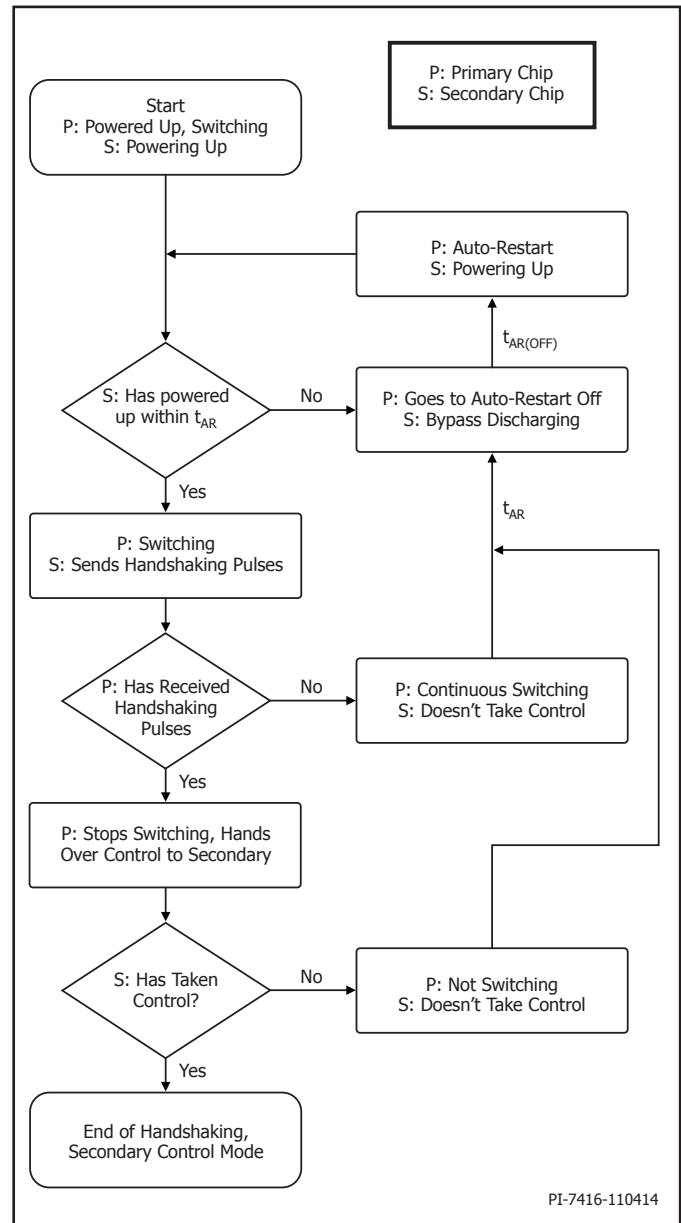 P: Primary Chip
S: Secondary Chip
Start
P: Powered Up, Switching
S: Powering Up
P: Auto-Restart
S: Powering Up
tAR(OFF)
S: Has powered
up within tAR
No
P: Goes to Auto-Restart Off
S: Bypass Discharging
Yes
tAR
P: Switching
S: Sends Handshaking Pulses
P: Has Received
Handshaking
Pulses
No
P: Continuous Switching
S: Doesn't Take Control
Yes
P: Stops Switching, Hands
Over Control to Secondary
S: Has Taken
Control?
No
P: Not Switching
S: Doesn't Take Control
Yes
End of Handshaking,
Secondary Control Mode
PI-7416-110414